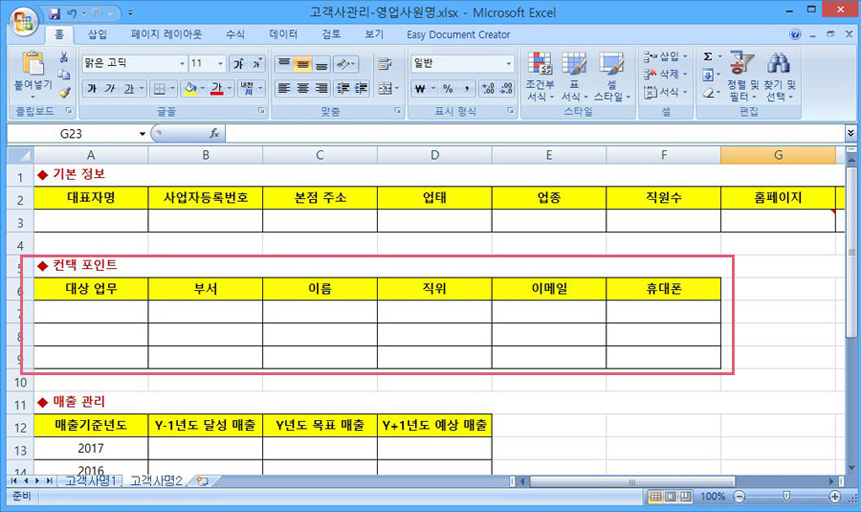 고객사관리-영업사원명.xlsx - Microsoft Excel
홈 삽입 페이지 레이아웃 수식 데이터 검토 보기 Easy Document Creator
맑은 고딕 11 가 가 일반 삽입 Σ
붙여넣기 가 가 가 가 내천 % , 조건부 서식 표 서식 셀 스타일 삭제 서식 정렬 및 필터 찾기 및 선택
클립보드 글꼴 맞춤 표시 형식 스타일 셀 편집
G23 fx
A B C D E F G
1 ◆ 기본 정보
2 대표자명 사업자등록번호 본점 주소 업태 업종 직원수 홈페이지
3
4
5 ◆ 컨택 포인트
6 대상 업무 부서 이름 직위 이메일 휴대폰
7
8
9
10
11 ◆ 매출 관리
12 매출기준년도 Y-1년도 달성 매출 Y년도 목표 매출 Y+1년도 예상 매출
13 2017
14 2016
고객사명1 고객사명2
준비 100%